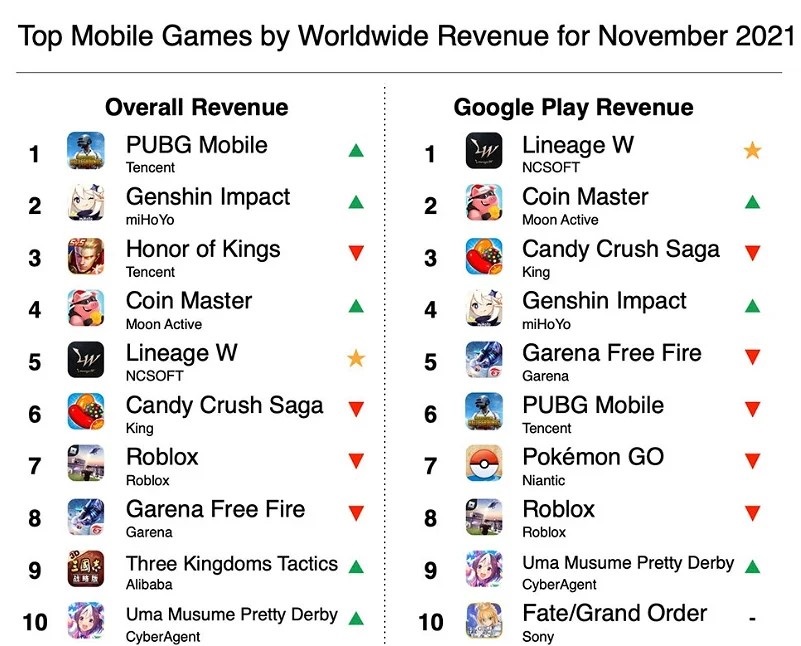 Top Mobile Games by Worldwide Revenue for November 2021
Overall Revenue
1
PUBG Mobile
Tencent
2
Genshin Impact
miHoYo
3
Honor of Kings
Tencent
4
Coin Master
Moon Active
5
Lineage W
NCSOFT
6
Candy Crush Saga
King
7
Roblox
Roblox
8
Garena Free Fire
Garena
9
Three Kingdoms Tactics
Alibaba
10
Uma Musume Pretty Derby
CyberAgent
Google Play Revenue
1
Lineage W
NCSOFT
2
Coin Master
Moon Active
3
Candy Crush Saga
King
4
Genshin Impact
miHoYo
5
Garena Free Fire
Garena
6
PUBG Mobile
Tencent
7
Pokémon GO
Niantic
8
Roblox
Roblox
9
Uma Musume Pretty Derby
CyberAgent
10
Fate/Grand Order
Sony
-